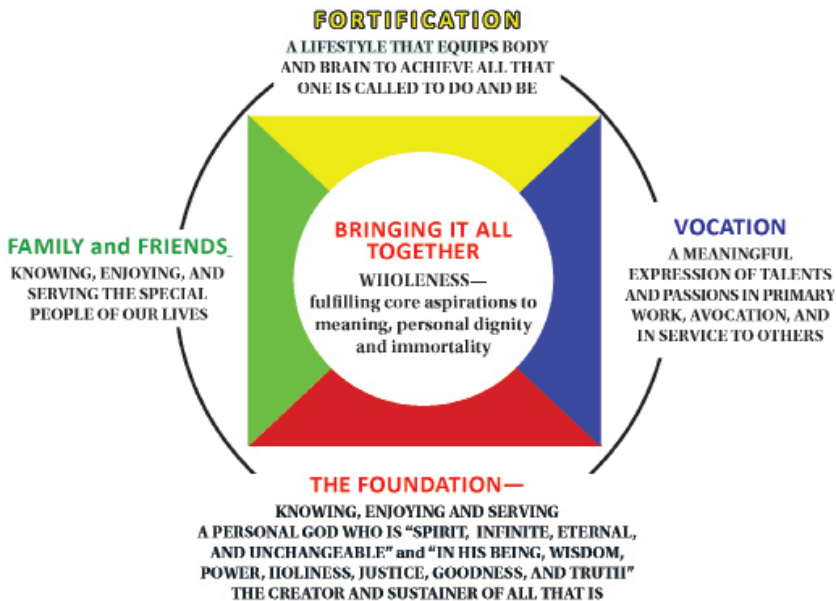 FORTIFICATION
A LIFESTYLE THAT EQUIPS BODY
AND BRAIN TO ACHIEVE ALL THAT
ONE IS CALLED TO DO AND BE
FAMILY and FRIENDS
KNOWING, ENJOYING, AND
SERVING THE SPECIAL
PEOPLE OF OUR LIVES
BRINGING IT ALL
TOGETHER
WHOLENESS—
fulfilling core aspirations to
meaning, personal dignity
and immortality
VOCATION
A MEANINGFUL
EXPRESSION OF TALENTS
AND PASSIONS IN PRIMARY
WORK, AVOCATION, AND
IN SERVICE TO OTHERS
THE FOUNDATION—
KNOWING, ENJOYING AND SERVING
A PERSONAL GOD WHO IS “SPIRIT, INFINITE, ETERNAL,
AND UNCHANGEABLE” and “IN HIS BEING, WISDOM,
POWER, HOLINESS, JUSTICE, GOODNESS, AND TRUTH”
THE CREATOR AND SUSTAINER OF ALL THAT IS